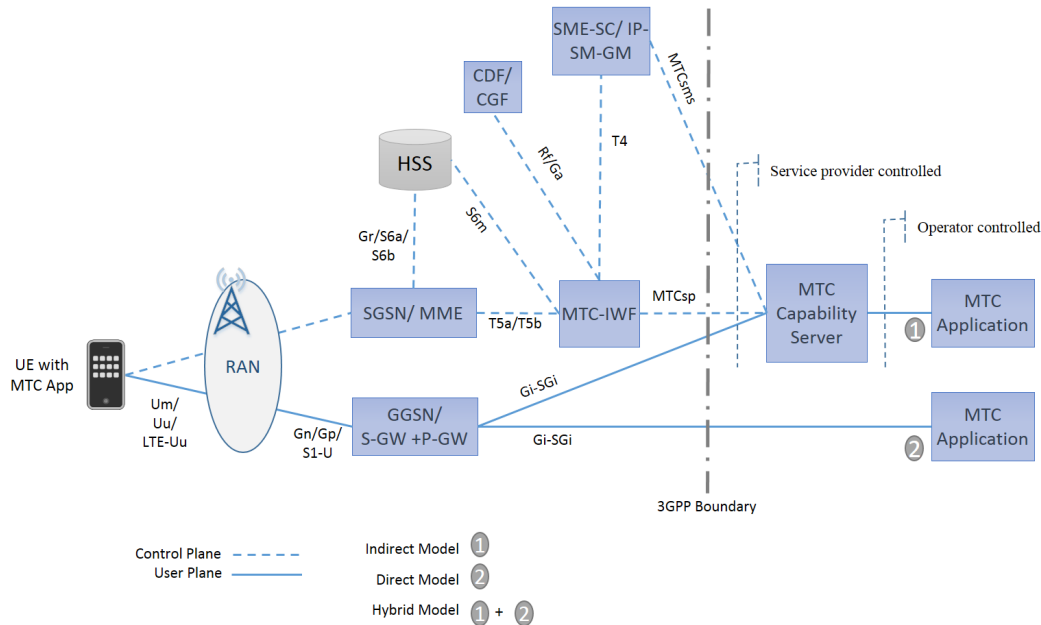 SME-SC/ IP-
SM-GM
CDF/
CGF
MTCsms
HSS
Rf/Ga
T4
Service provider controlled
S6m
Gr/S6a/
S6b
Operator controlled
SGSN/ MME
T5a/T5b
MTC-IWF
MTCsp
MTC
Capability
Server
MTC
Application
1
UE with
MTC App
RAN
Um/
Uu/
LTE-Uu
Gn/Gp/
S1-U
GGSN/
S-GW +P-GW
Gi-SGi
Gi-SGi
MTC
Application
2
3GPP Boundary
Control Plane
User Plane
Indirect Model 1
Direct Model 2
Hybrid Model 1 + 2